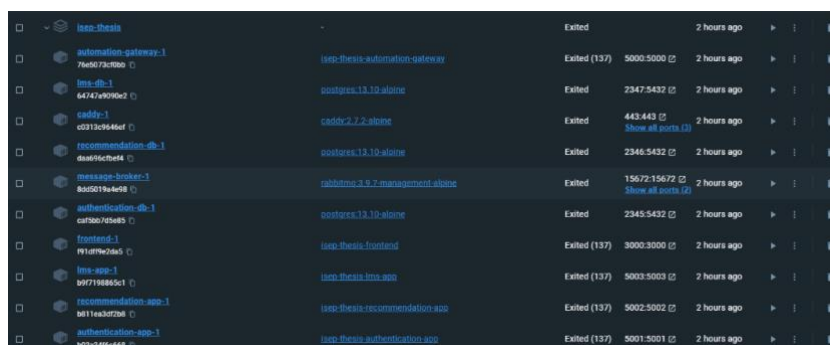 isep-thesis - Exited 2 hours ago
automation-gateway-1 isep-thesis-automation-gateway Exited (137) 5000:5000 2 hours ago
76e5073cf0bb
lms-db-1 postgres:13.10-alpine Exited 2347:5432 2 hours ago
64747a9090e2
caddy-1 caddy:2.7.2-alpine Exited 443:443 2 hours ago
c0313c9646ef Show all ports (3)
recommendation-db-1 postgres:13.10-alpine Exited 2346:5432 2 hours ago
daa696cfbef4
message-broker-1 rabbitmq:3.9.7-management-alpine Exited 15672:15672 2 hours ago
8dd5019a4e98 Show all ports (2)
authentication-db-1 postgres:13.10-alpine Exited 2345:5432 2 hours ago
caf5bb7d5e85
frontend-1 isep-thesis-frontend Exited (137) 3000:3000 2 hours ago
f91dff9e2da5
lms-app-1 isep-thesis-lms-app Exited (137) 5003:5003 2 hours ago
b9f7198865c1
recommendation-app-1 isep-thesis-recommendation-app Exited (137) 5002:5002 2 hours ago
b811ea3df2b8
authentication-app-1 isep-thesis-authentication-app Exited (137) 5001:5001 2 hours ago